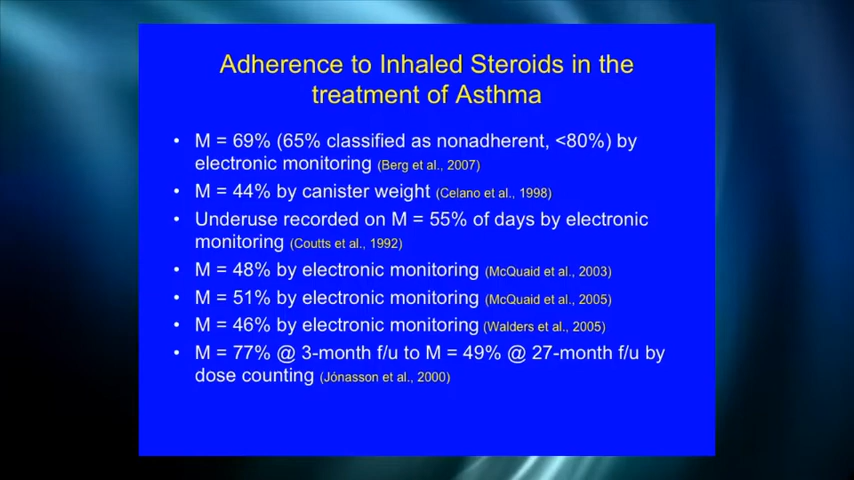 Adherence to Inhaled Steroids in the
treatment of Asthma
• M = 69% (65% classified as nonadherent, <80%) by
electronic monitoring (Berg et al., 2007)
• M = 44% by canister weight (Celano et al., 1998)
• Underuse recorded on M = 55% of days by electronic
monitoring (Coutts et al., 1992)
• M = 48% by electronic monitoring (McQuaid et al., 2003)
• M = 51% by electronic monitoring (McQuaid et al., 2005)
• M = 46% by electronic monitoring (Walders et al., 2005)
• M = 77% @ 3-month f/u to M = 49% @ 27-month f/u by
dose counting (Jónasson et al., 2000)